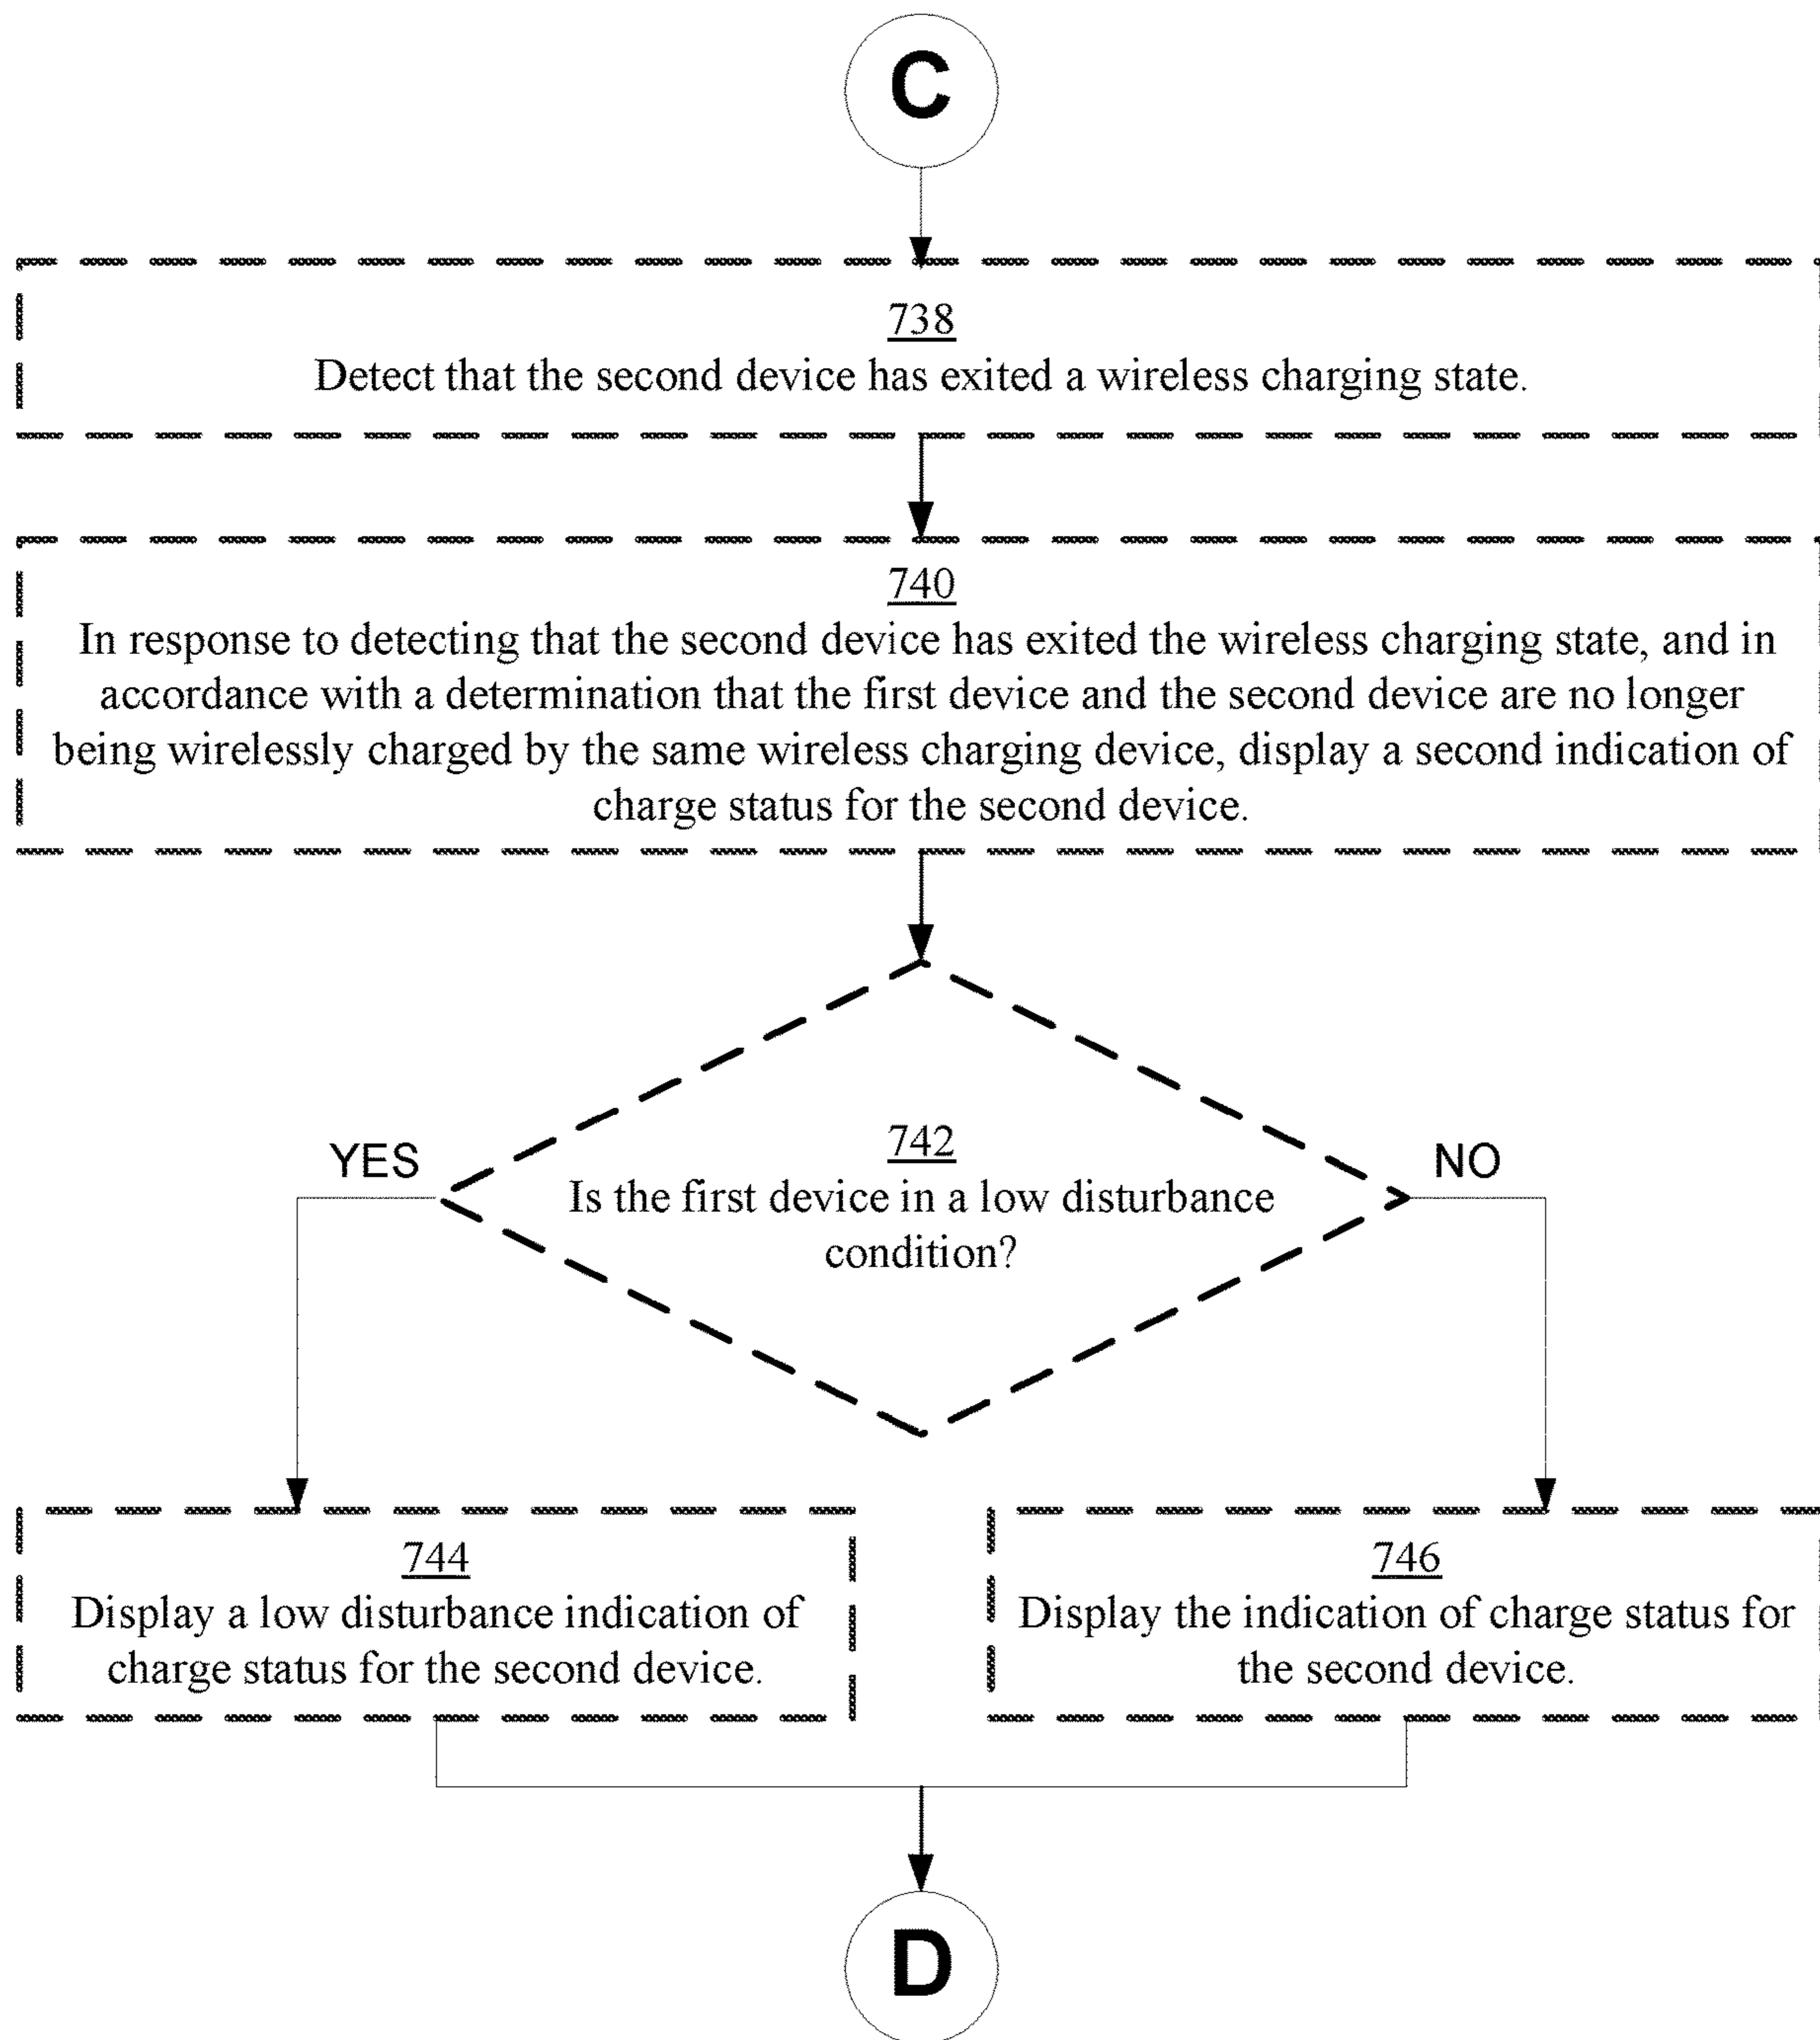 C
738
Detect that the second device has exited a wireless charging state.
740
In response to detecting that the second device has exited the wireless charging state, and in
accordance with a determination that the first device and the second device are no longer
being wirelessly charged by the same wireless charging device, display a second indication of
charge status for the second device.
742
YES
NO
Is the first device in a low disturbance
condition?
744
Display a low disturbance indication of
charge status for the second device.
746
Display the indication of charge status for
the second device.
D